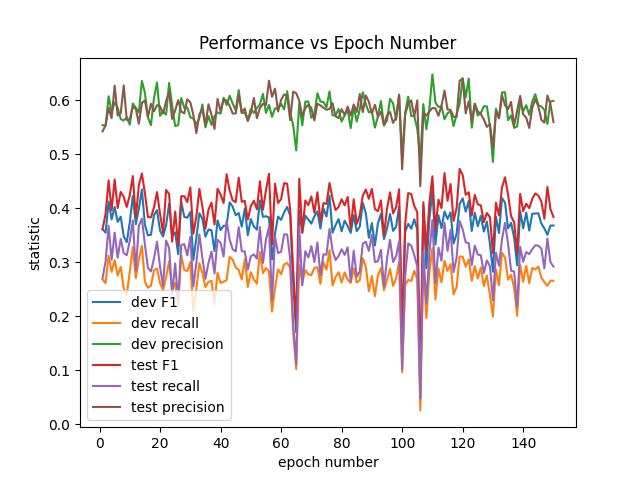 Performance vs Epoch Number
statistic
0.6
0.5
0.4
0.3
0.2
0.1
0.0
dev F1
dev recall
dev precision
test F1
test recall
test precision
0 20 40 60 80 100 120 140
epoch number